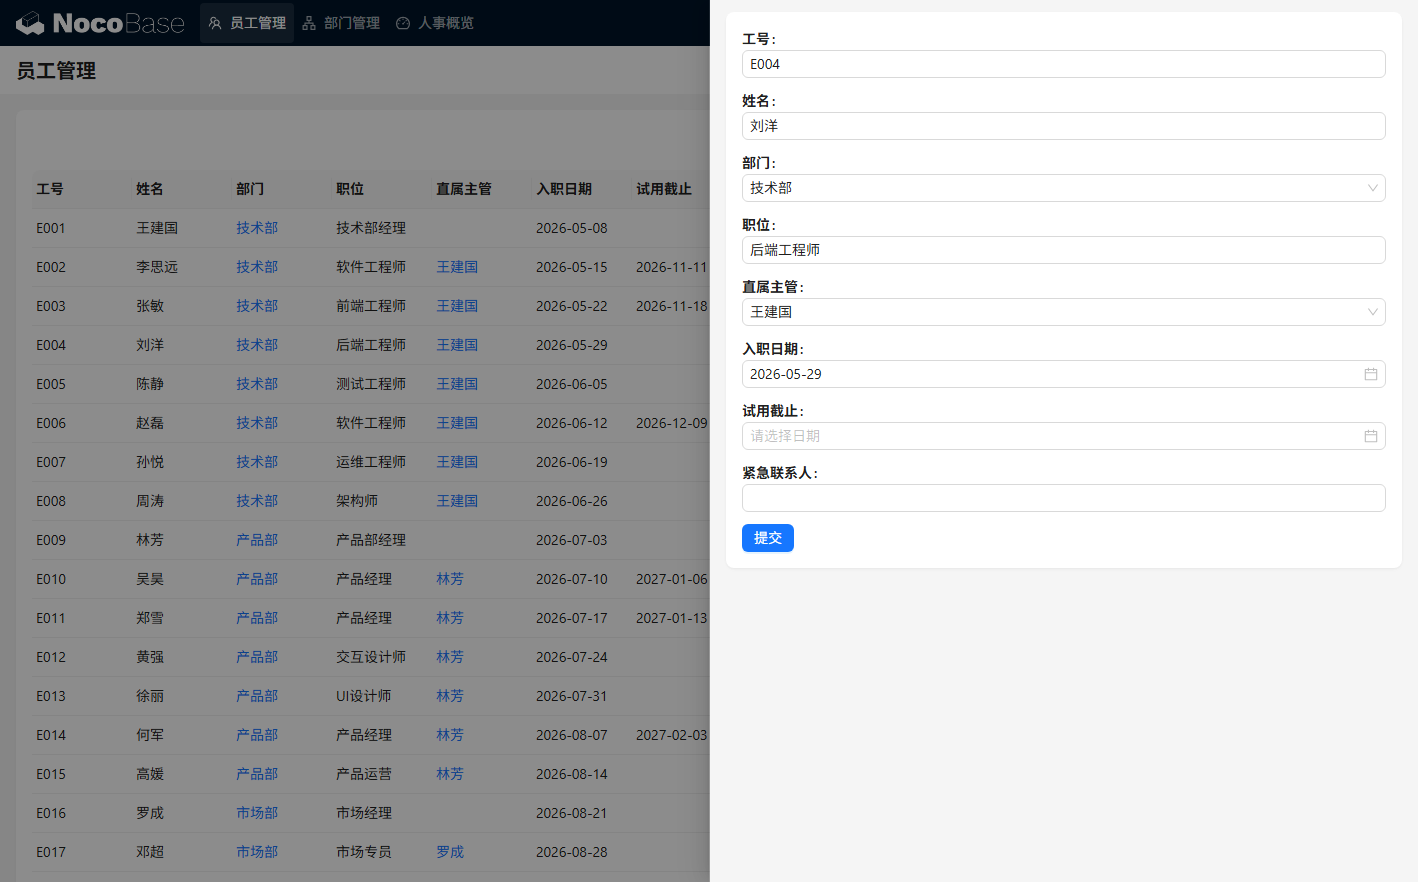 NocoBase 员工管理 部门管理 人事概览
员工管理
工号 姓名 部门 职位 直属主管 入职日期 试用截止
E001 王建国 技术部 技术部经理 2026-05-08
E002 李思远 技术部 软件工程师 王建国 2026-05-15 2026-11-11
E003 张敏 技术部 前端工程师 王建国 2026-05-22 2026-11-18
E004 刘洋 技术部 后端工程师 王建国 2026-05-29
E005 陈静 技术部 测试工程师 王建国 2026-06-05
E006 赵磊 技术部 软件工程师 王建国 2026-06-12 2026-12-09
E007 孙悦 技术部 运维工程师 王建国 2026-06-19
E008 周涛 技术部 架构师 王建国 2026-06-26
E009 林芳 产品部 产品部经理 2026-07-03
E010 吴昊 产品部 产品经理 林芳 2026-07-10 2027-01-06
E011 郑雪 产品部 产品经理 林芳 2026-07-17 2027-01-13
E012 黄强 产品部 交互设计师 林芳 2026-07-24
E013 徐丽 产品部 UI设计师 林芳 2026-07-31
E014 何军 产品部 产品经理 林芳 2026-08-07 2027-02-03
E015 高媛 产品部 产品运营 林芳 2026-08-14
E016 罗成 市场部 市场经理 2026-08-21
E017 邓超 市场部 市场专员 罗成 2026-08-28
工号:
E004
姓名:
刘洋
部门:
技术部
职位:
后端工程师
直属主管:
王建国
入职日期:
2026-05-29
试用截止:
请选择日期
紧急联系人:
提交